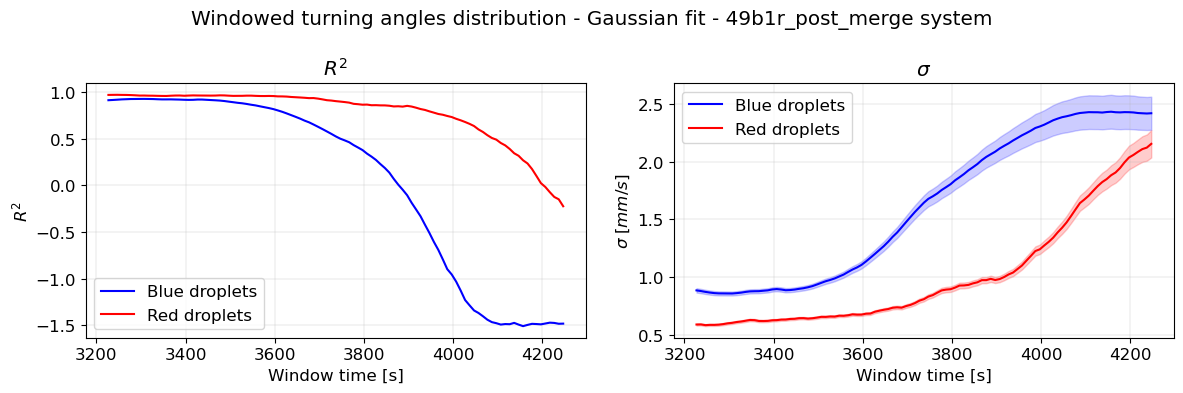 Windowed turning angles distribution - Gaussian fit - 49b1r_post_merge system
R²
1.0
0.5
0.0
−0.5
−1.0
−1.5
R²
Blue droplets
Red droplets
3200 3400 3600 3800 4000 4200
Window time [s]
σ
2.5
2.0
1.5
1.0
0.5
σ [mm/s]
Blue droplets
Red droplets
3200 3400 3600 3800 4000 4200
Window time [s]